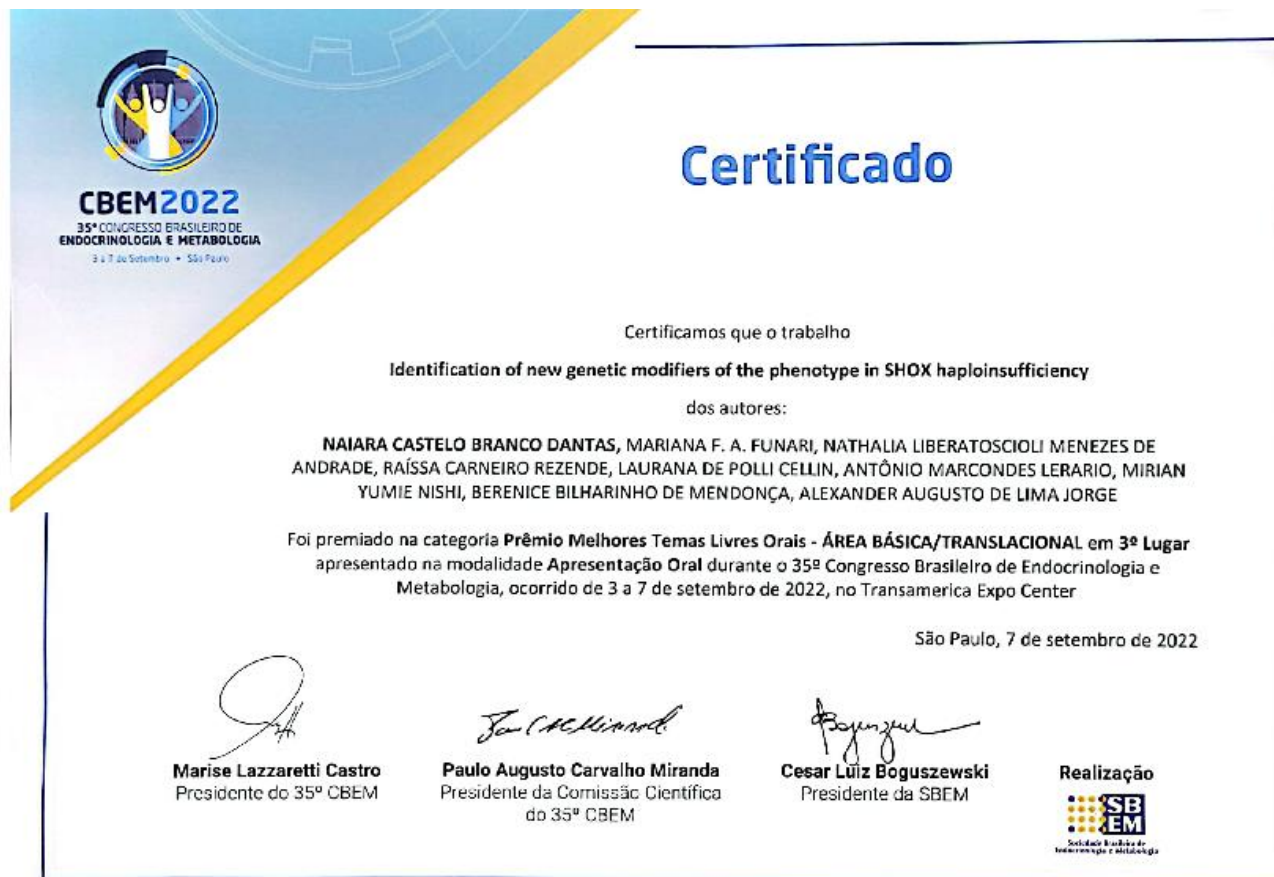 CBEM2022
35º CONGRESSO BRASILEIRO DE
ENDOCRINOLOGIA E METABOLOGIA
3 a 7 de Setembro • São Paulo
Certificado
Certificamos que o trabalho
Identification of new genetic modifiers of the phenotype in SHOX haploinsufficiency
dos autores:
NAIARA CASTELO BRANCO DANTAS, MARIANA F. A. FUNARI, NATHALIA LIBERATOSCIOLI MENEZES DE
ANDRADE, RAÍSSA CARNEIRO REZENDE, LAURANA DE POLLI CELLIN, ANTÔNIO MARCONDES LERARIO, MIRIAN
YUMIE NISHI, BERENICE BILHARINHO DE MENDONÇA, ALEXANDER AUGUSTO DE LIMA JORGE
Foi premiado na categoria Prêmio Melhores Temas Livres Orais - ÁREA BÁSICA/TRANSLACIONAL em 3º Lugar
apresentado na modalidade Apresentação Oral durante o 35º Congresso Brasileiro de Endocrinologia e
Metabologia, ocorrido de 3 a 7 de setembro de 2022, no Transamerica Expo Center
São Paulo, 7 de setembro de 2022
Marise Lazzaretti Castro
Presidente do 35º CBEM
Paulo Augusto Carvalho Miranda
Presidente da Comissão Científica
do 35º CBEM
Cesar Luiz Boguszewski
Presidente da SBEM
Realização
SB
EM
Sociedade Brasileira de
Endocrinologia e Metabologia